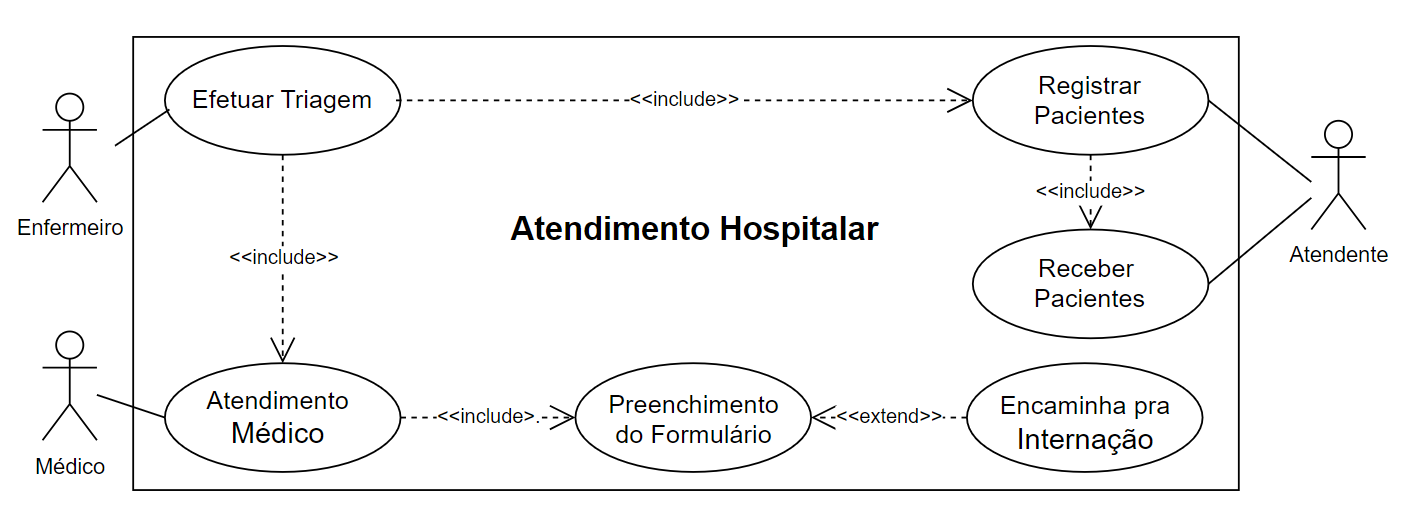 Efetuar Triagem
<<include>>
Registrar
Pacientes
Enfermeiro
<<include>>
Atendente
Atendimento Hospitalar
<<include>>
Receber
Pacientes
Médico
Atendimento
Médico
<<include>.
Preenchimento
do Formulário
<<extend>>
Encaminha pra
Internação